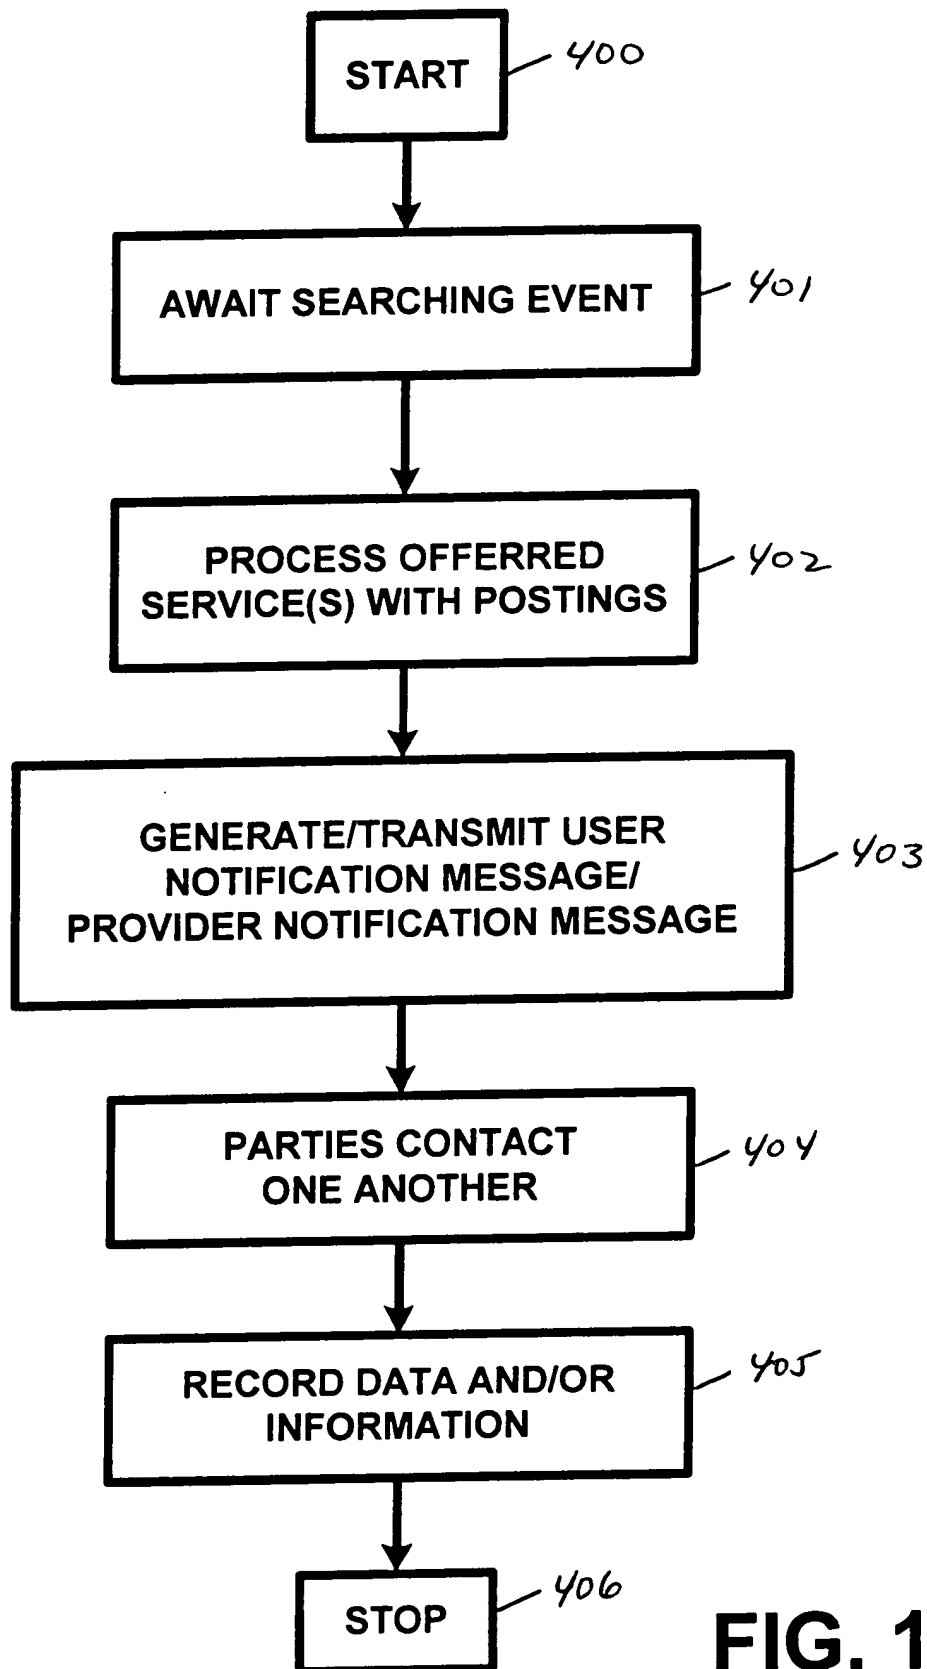 START
400
AWAIT SEARCHING EVENT
401
PROCESS OFFERRED
SERVICE(S) WITH POSTINGS
402
GENERATE/TRANSMIT USER
NOTIFICATION MESSAGE/
PROVIDER NOTIFICATION MESSAGE
403
PARTIES CONTACT
ONE ANOTHER
404
RECORD DATA AND/OR
INFORMATION
405
STOP
406
FIG. 1